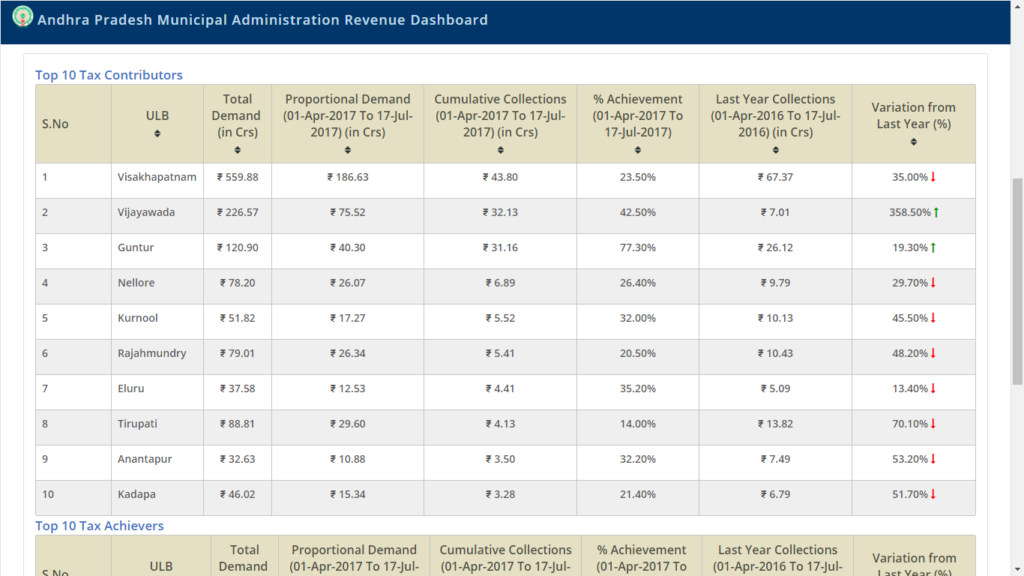 Andhra Pradesh Municipal Administration Revenue Dashboard
Top 10 Tax Contributors
S.No
ULB
Total
Demand
(in Crs)
Proportional Demand
(01-Apr-2017 To 17-Jul-
2017) (in Crs)
Cumulative Collections
(01-Apr-2017 To 17-Jul-
2017) (in Crs)
% Achievement
(01-Apr-2017 To
17-Jul-2017)
Last Year Collections
(01-Apr-2016 To 17-Jul-
2016) (in Crs)
Variation from
Last Year (%)
1 Visakhapatnam ₹ 559.88 ₹ 186.63 ₹ 43.80 23.50% ₹ 67.37 35.00%
2 Vijayawada ₹ 226.57 ₹ 75.52 ₹ 32.13 42.50% ₹ 7.01 358.50%
3 Guntur ₹ 120.90 ₹ 40.30 ₹ 31.16 77.30% ₹ 26.12 19.30%
4 Nellore ₹ 78.20 ₹ 26.07 ₹ 6.89 26.40% ₹ 9.79 29.70%
5 Kurnool ₹ 51.82 ₹ 17.27 ₹ 5.52 32.00% ₹ 10.13 45.50%
6 Rajahmundry ₹ 79.01 ₹ 26.34 ₹ 5.41 20.50% ₹ 10.43 48.20%
7 Eluru ₹ 37.58 ₹ 12.53 ₹ 4.41 35.20% ₹ 5.09 13.40%
8 Tirupati ₹ 88.81 ₹ 29.60 ₹ 4.13 14.00% ₹ 13.82 70.10%
9 Anantapur ₹ 32.63 ₹ 10.88 ₹ 3.50 32.20% ₹ 7.49 53.20%
10 Kadapa ₹ 46.02 ₹ 15.34 ₹ 3.28 21.40% ₹ 6.79 51.70%
Top 10 Tax Achievers
S.No
ULB
Total
Demand
Proportional Demand
(01-Apr-2017 To 17-Jul-
Cumulative Collections
(01-Apr-2017 To 17-Jul-
% Achievement
(01-Apr-2017 To
Last Year Collections
(01-Apr-2016 To 17-Jul-
Variation from
Last Year (%)